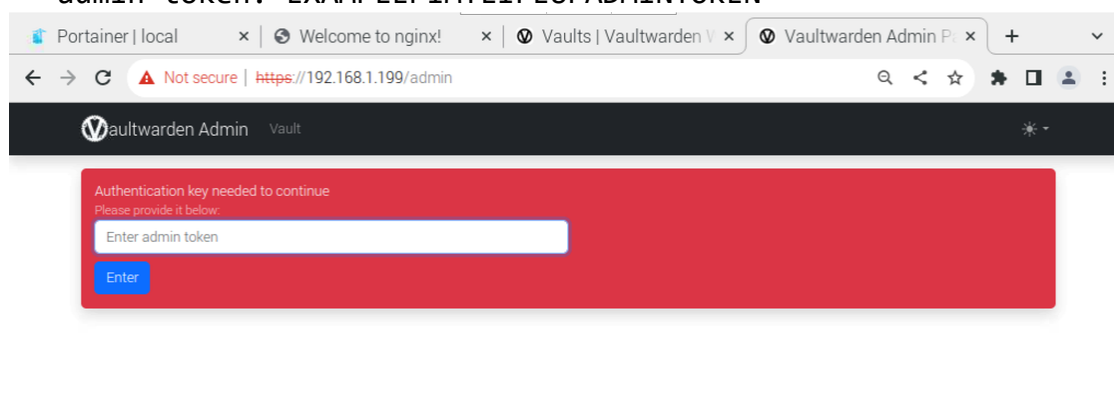 Portainer | local
Welcome to nginx!
Vaults | Vaultwarden
Vaultwarden Admin
Not secure | https://192.168.1.199/admin
Vaultwarden Admin Vault
Authentication key needed to continue
Please provide it below:
Enter admin token
Enter